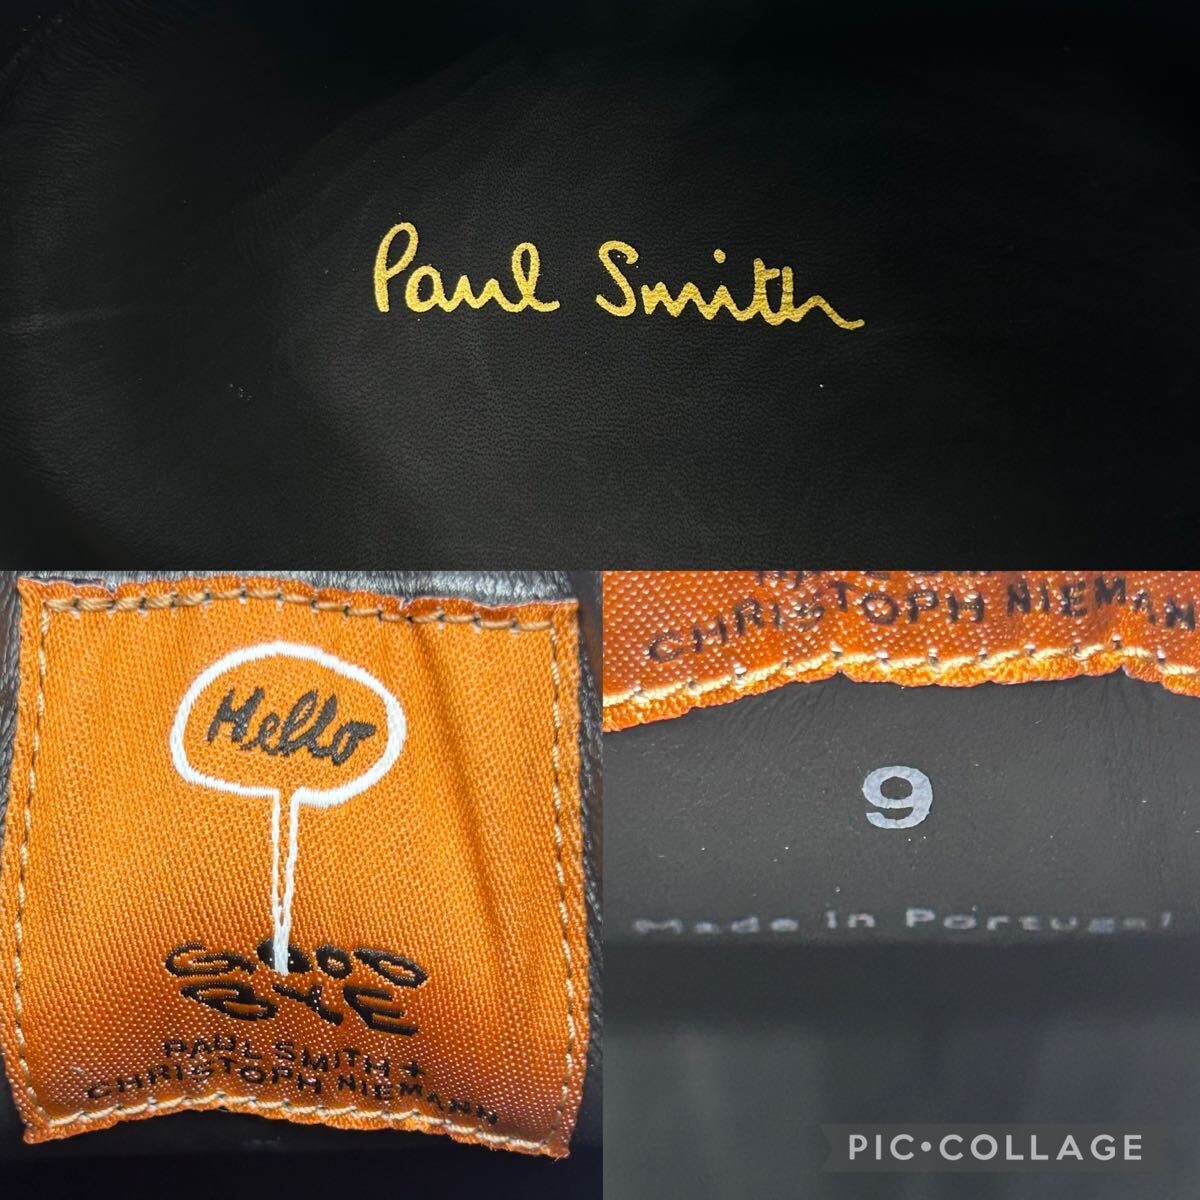 Paul Smith
Hello
GOOD
BYE
PAUL SMITH +
CHRISTOPH NIEMANN
CHRISTOPH NIEMANN
9
Made in Portugal
PIC•COLLAGE